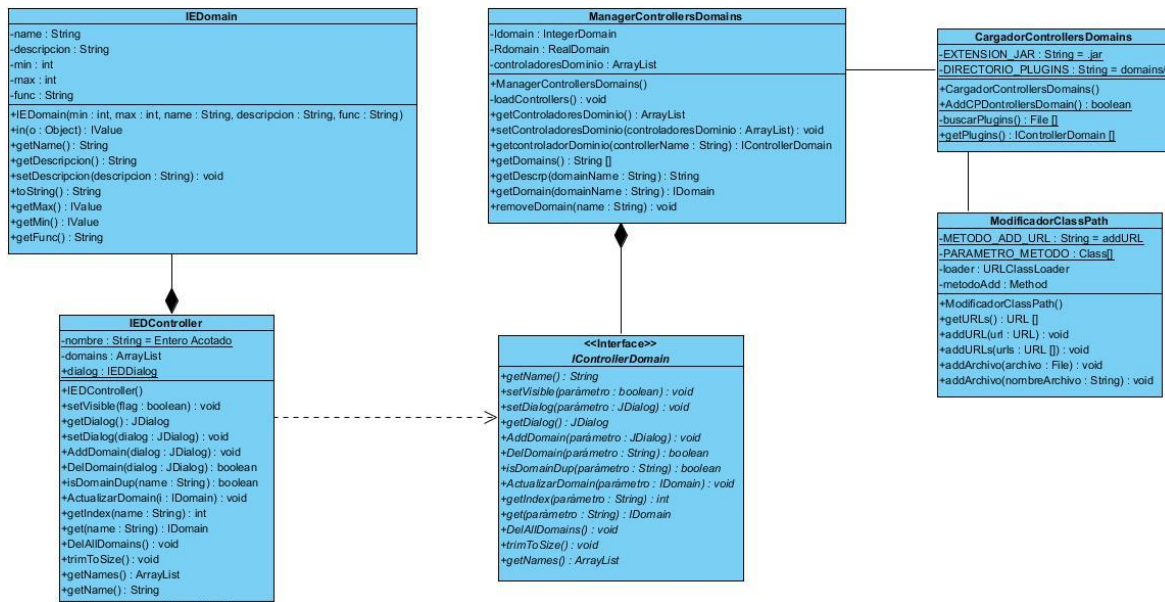 IEDomain
-name : String
-descripcion : String
-min : int
-max : int
-func : String
+IEDomain(min : int, max : int, name : String, descripcion : String, func : String)
+in(o : Object) : IValue
+getName() : String
+getDescripcion() : String
+setDescripcion(descripcion : String) : void
+toString() : String
+getMax() : IValue
+getMin() : IValue
+getFunc() : String
ManagerControllersDomains
-Idomain : IntegerDomain
-Rdomain : RealDomain
-controladoresDominio : ArrayList
+ManagerControllersDomains()
-loadControllers() : void
+getControladoresDominio() : ArrayList
+setControladoresDominio(controladoresDominio : ArrayList) : void
+getcontroladorDominio(controllerName : String) : IControllerDomain
+getDomains() : String []
+getDescrp(domainName : String) : String
+getDomain(domainName : String) : IDomain
+removeDomain(name : String) : void
CargadorControllersDomains
-EXTENSION_JAR : String = .jar
-DIRECTORIO_PLUGINS : String = domains/
+CargadorControllersDomains()
+AddCPDontrollersDomain() : boolean
-buscarPlugins() : File []
+getPlugins() : IControllerDomain []
ModificadorClassPath
-METODO_ADD_URL : String = addURL
-PARAMETRO_METODO : Class[]
-loader : URLClassLoader
-metodoAdd : Method
+ModificadorClassPath()
+getURLs() : URL []
+addURL(url : URL) : void
+addURLs(urls : URL []) : void
+addArchivo(archivo : File) : void
+addArchivo(nombreArchivo : String) : void
IEDController
-nombre : String = Entero Acotado
-domains : ArrayList
+dialog : IEDDialog
+IEDController()
+setVisible(flag : boolean) : void
+getDialog() : JDialog
+setDialog(dialog : JDialog) : void
+AddDomain(dialog : JDialog) : void
+DelDomain(dialog : JDialog) : boolean
+isDomainDup(name : String) : boolean
+ActualizarDomain(i : IDomain) : void
+getIndex(name : String) : int
+get(name : String) : IDomain
+DelAllDomains() : void
+trimToSize() : void
+getNames() : ArrayList
+getName() : String
<<Interface>>
IControllerDomain
+getName() : String
+setVisible(parámetro : boolean) : void
+setDialog(parámetro : JDialog) : void
+getDialog() : JDialog
+AddDomain(parámetro : JDialog) : void
+DelDomain(parámetro : String) : boolean
+isDomainDup(parámetro : String) : boolean
+ActualizarDomain(parámetro : IDomain) : void
+getIndex(parámetro : String) : int
+get(parámetro : String) : IDomain
+DelAllDomains() : void
+trimToSize() : void
+getNames() : ArrayList